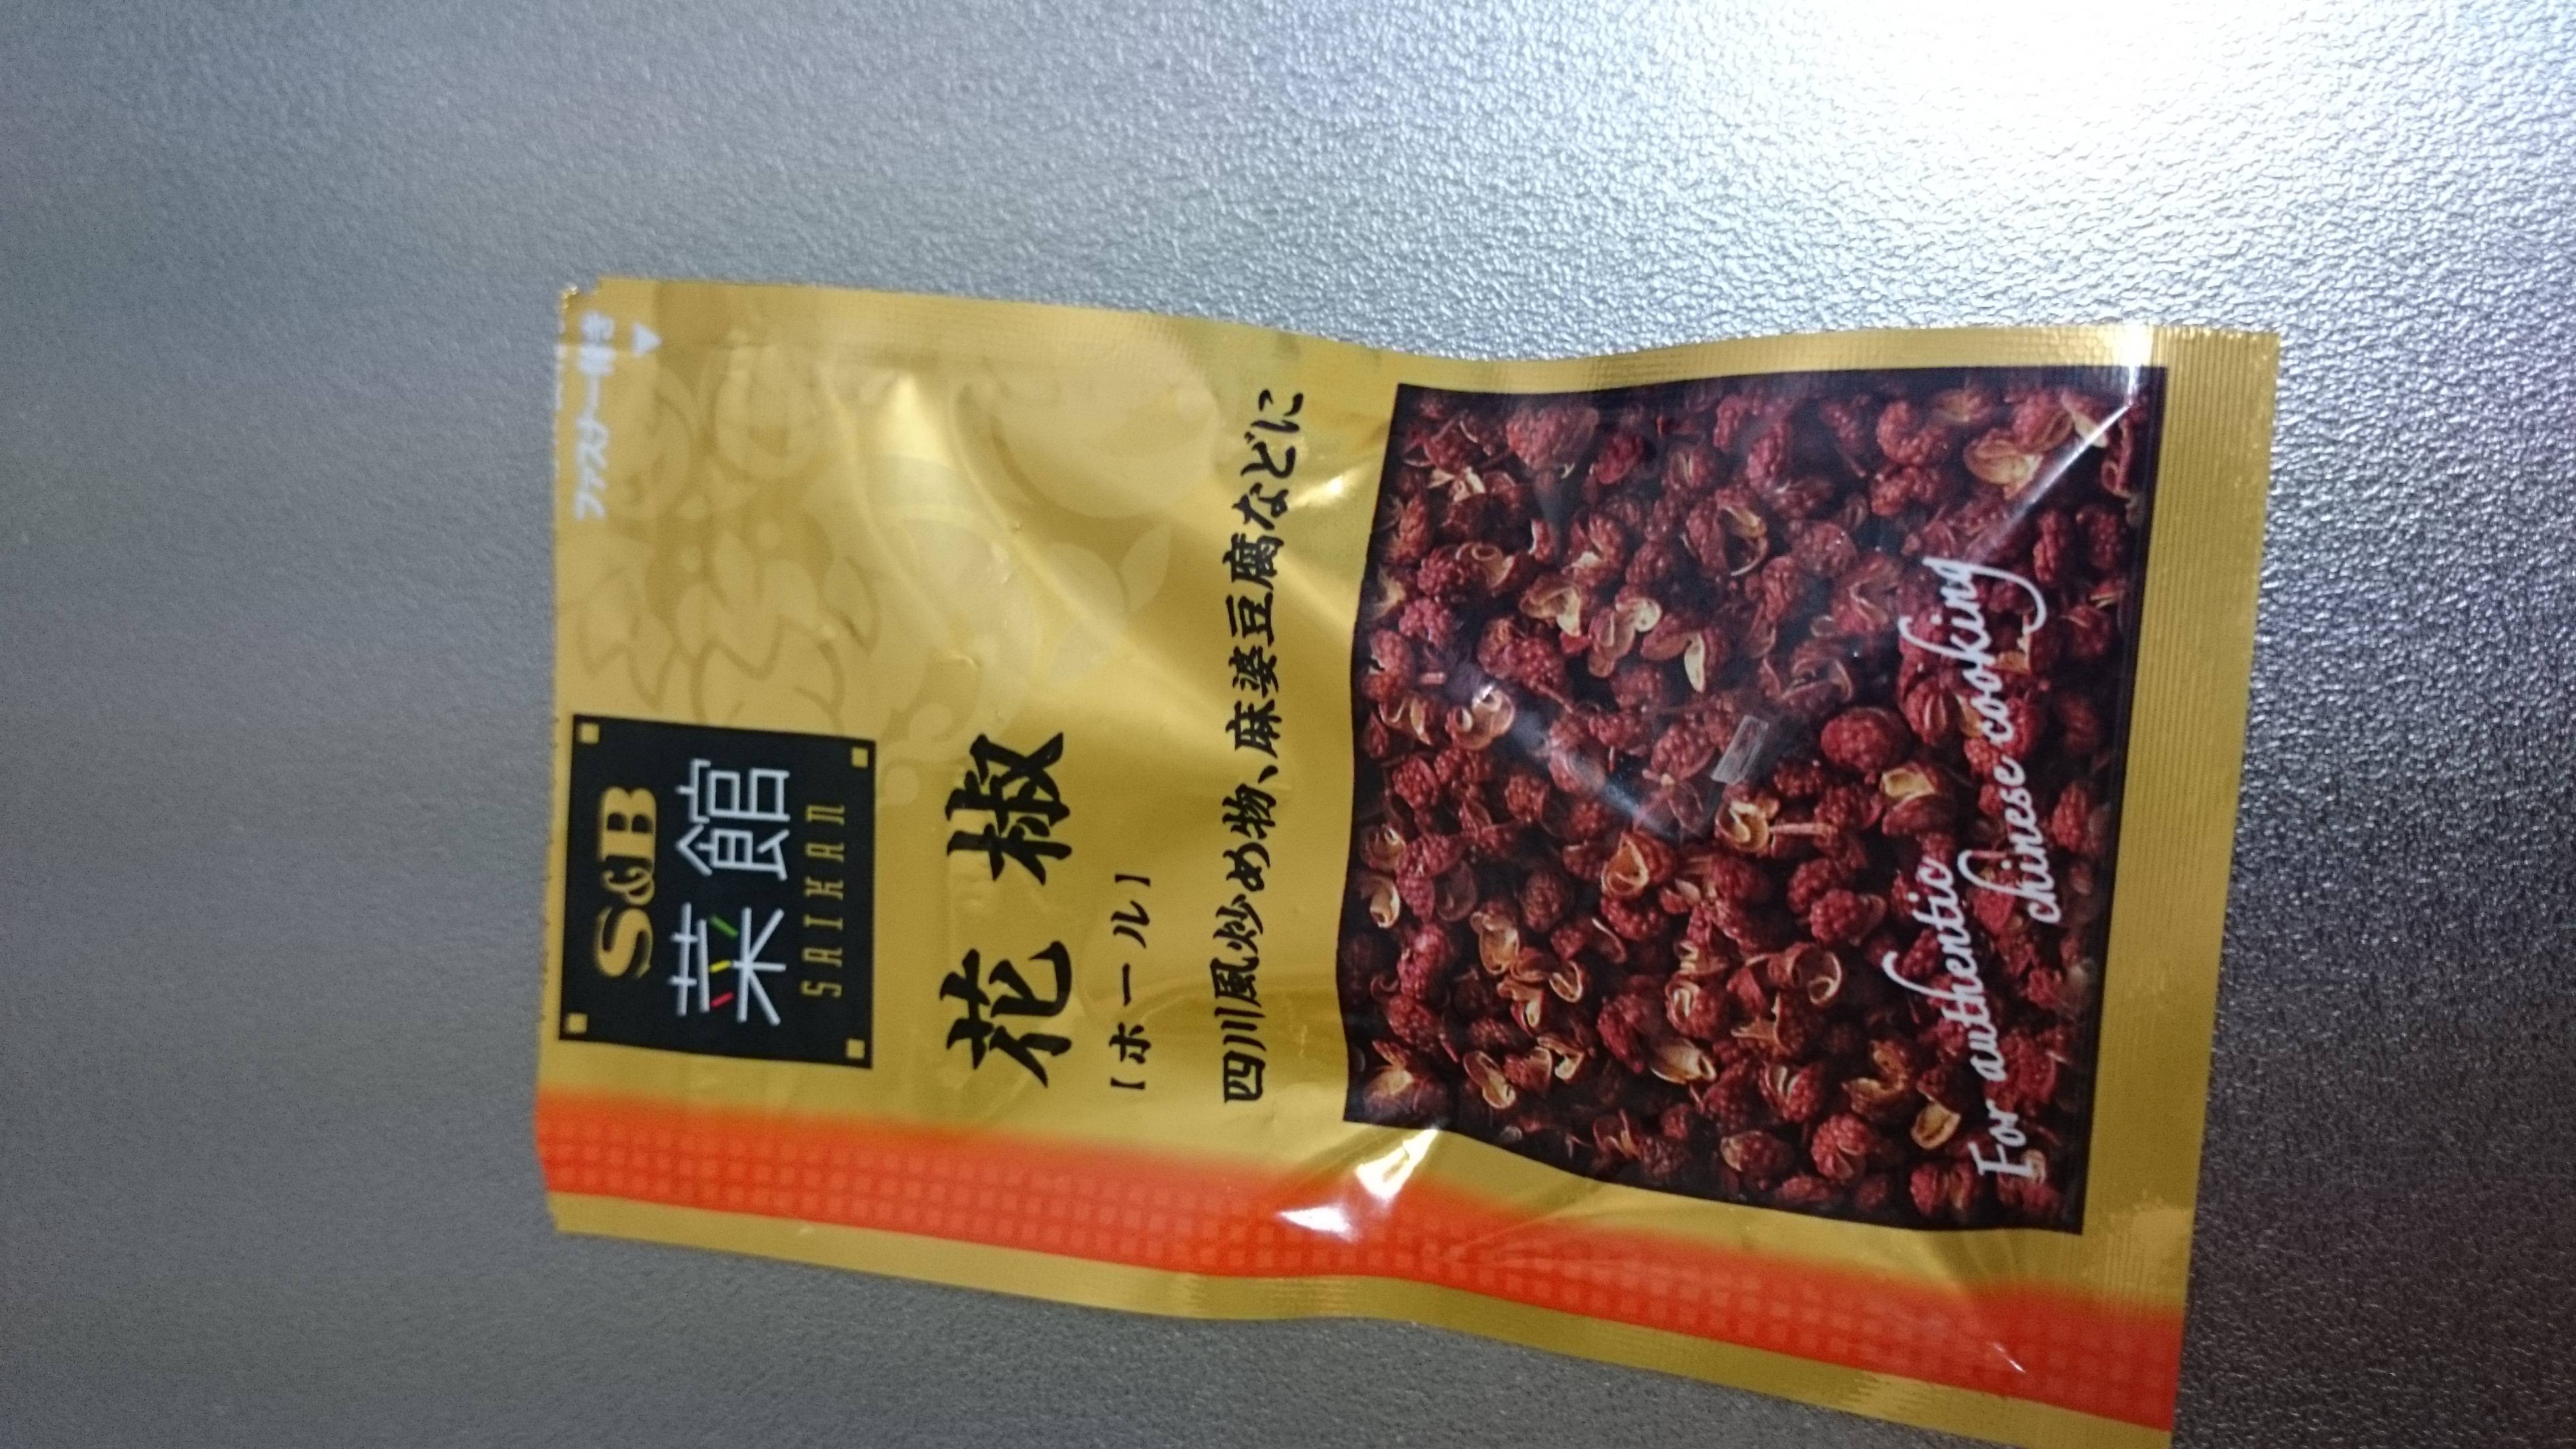 ファスナー付き
S&B
菜館
SAIKAN
花椒
【ホール】
四川風炒め物、麻婆豆腐などに
For authentic
chinese cooking